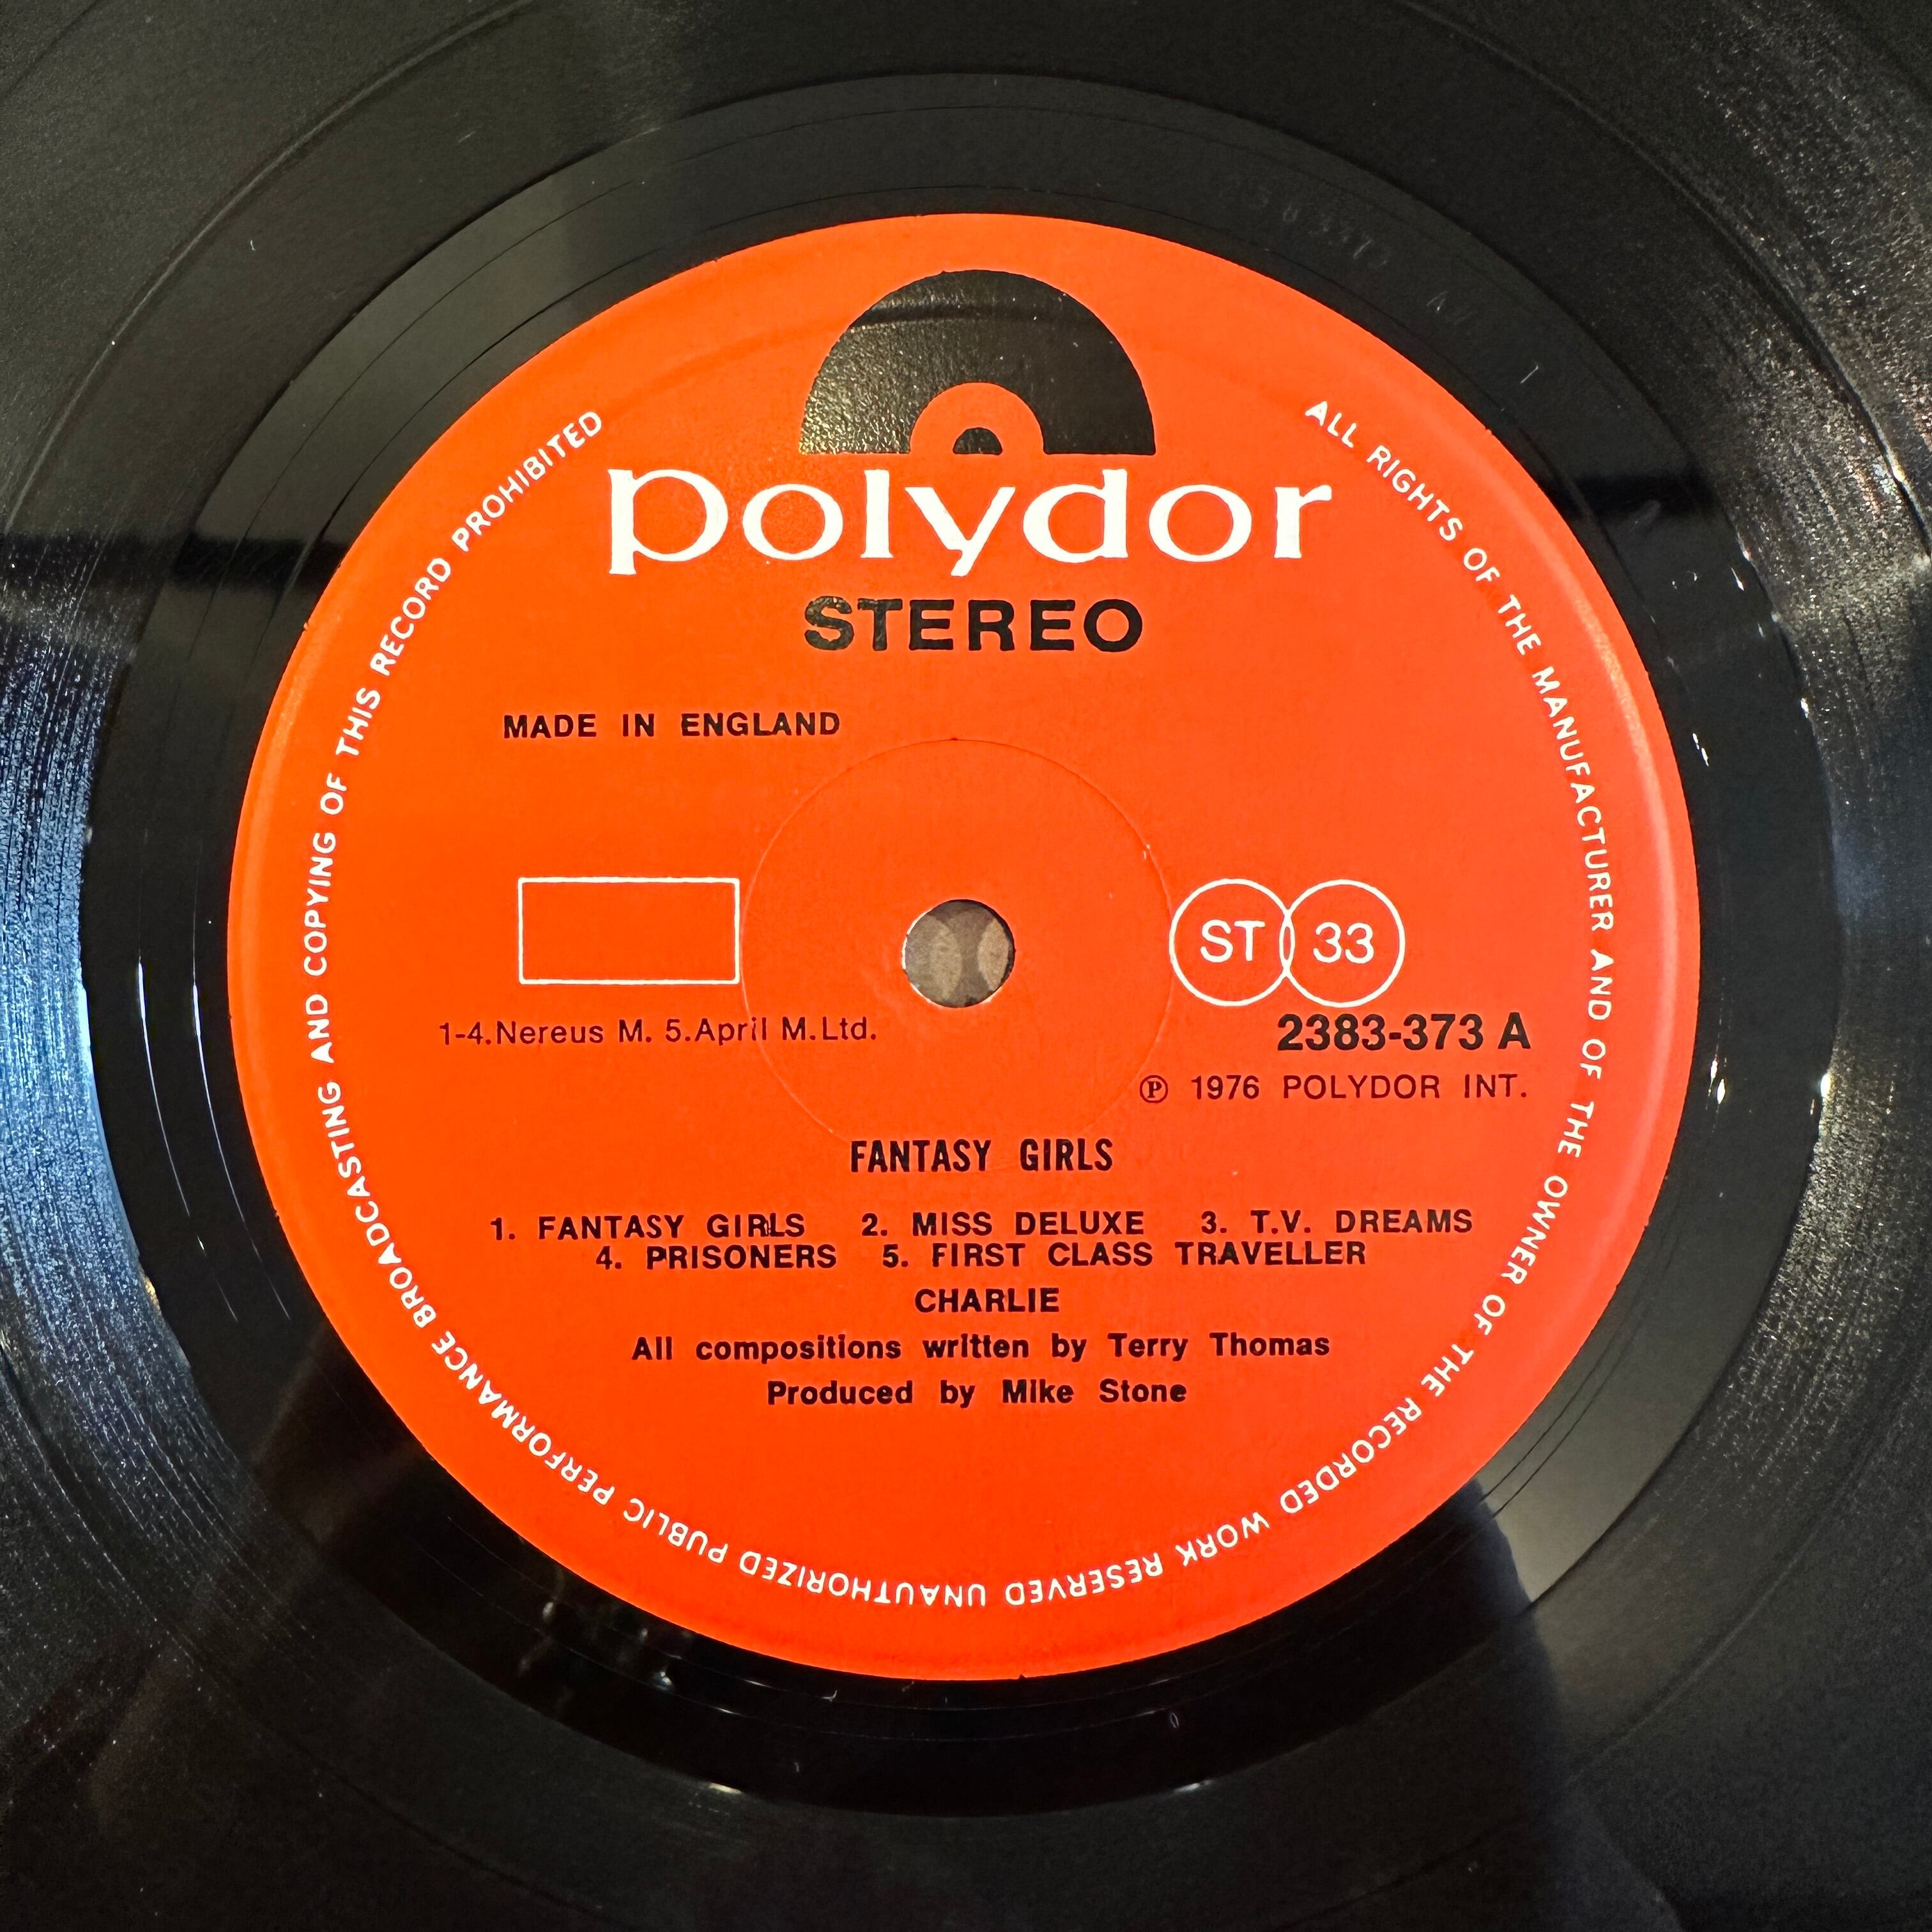 polydor
STEREO
MADE IN ENGLAND
ST 33
1-4.Nereus M. 5.April M.Ltd.
2383-373 A
℗ 1976 POLYDOR INT.
FANTASY GIRLS
1. FANTASY GIRLS 2. MISS DELUXE 3. T.V. DREAMS
4. PRISONERS 5. FIRST CLASS TRAVELLER
CHARLIE
All compositions written by Terry Thomas
Produced by Mike Stone
ALL RIGHTS OF THE MANUFACTURER AND OF THE OWNER OF THE RECORDED WORK RESERVED UNAUTHORIZED PUBLIC PERFORMANCE BROADCASTING AND COPYING OF THIS RECORD PROHIBITED